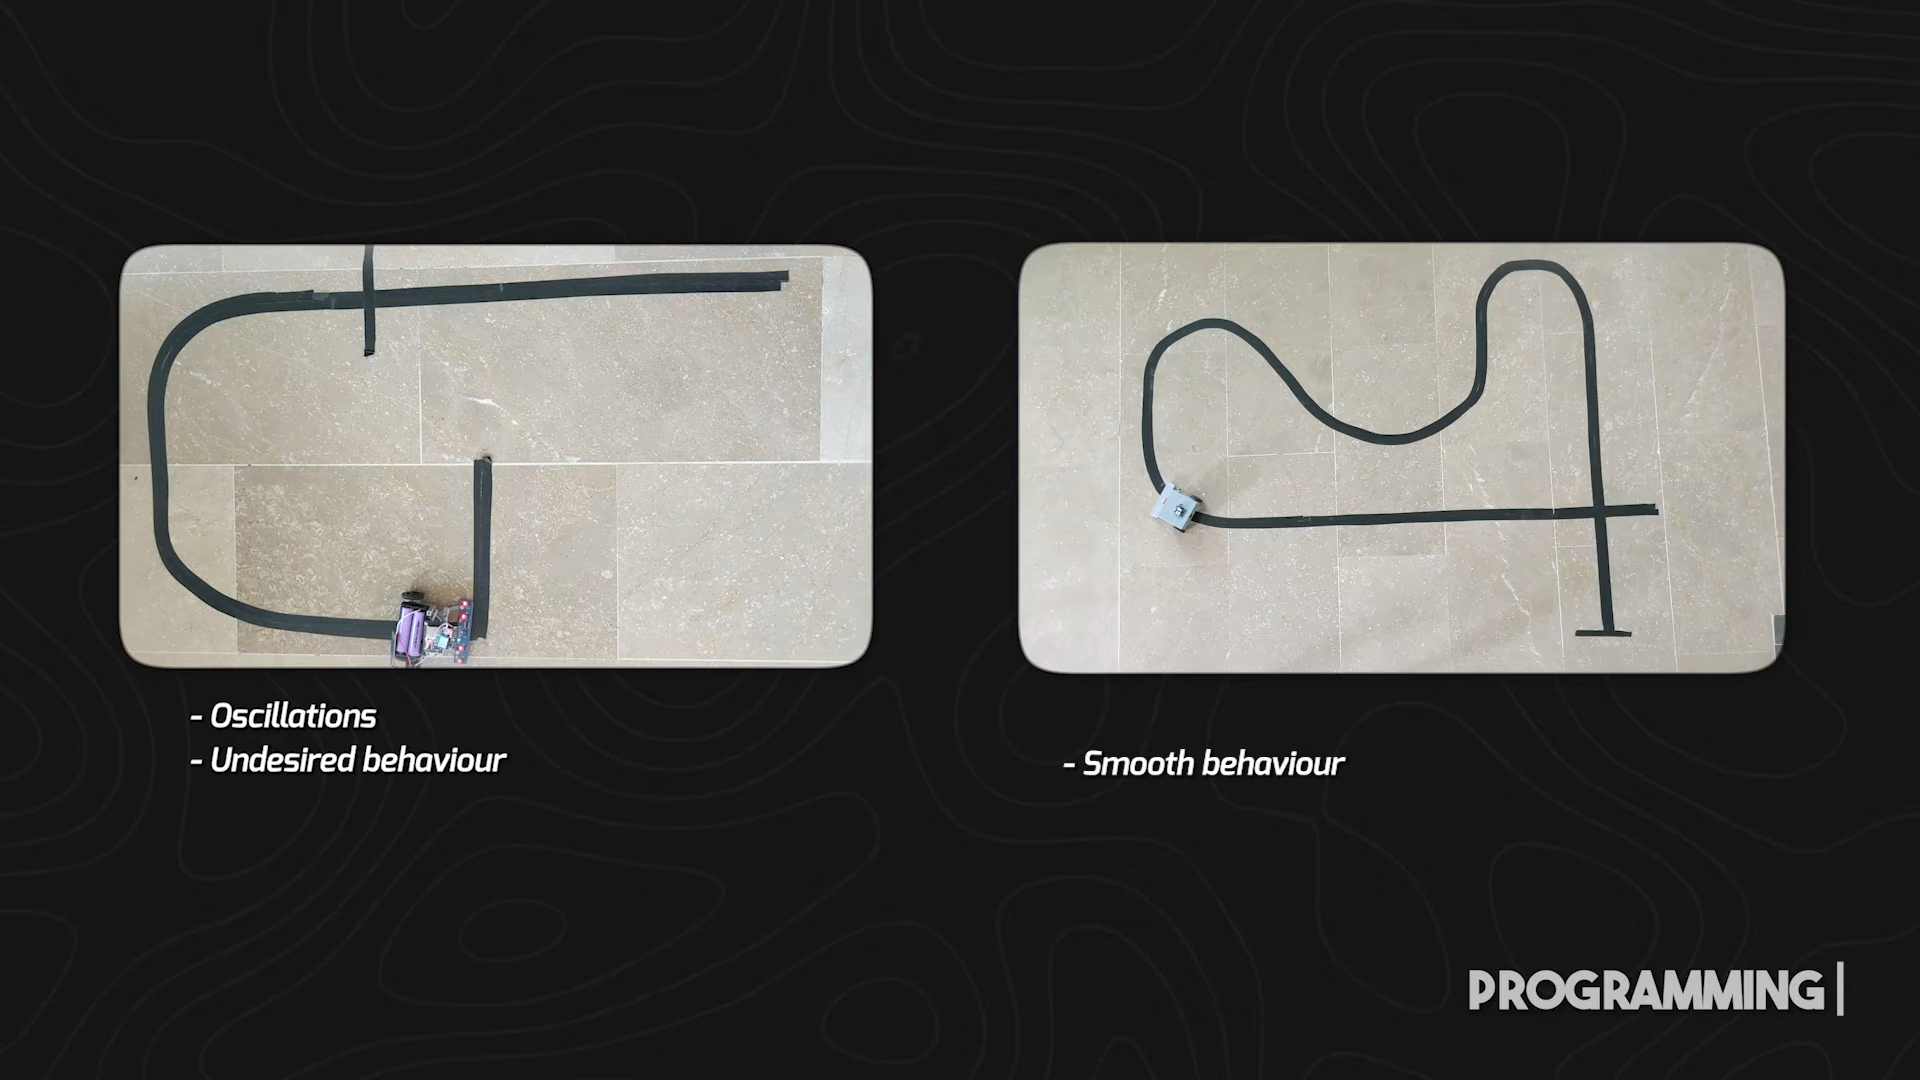 - Oscillations
- Undesired behaviour
- Smooth behaviour
PROGRAMMING